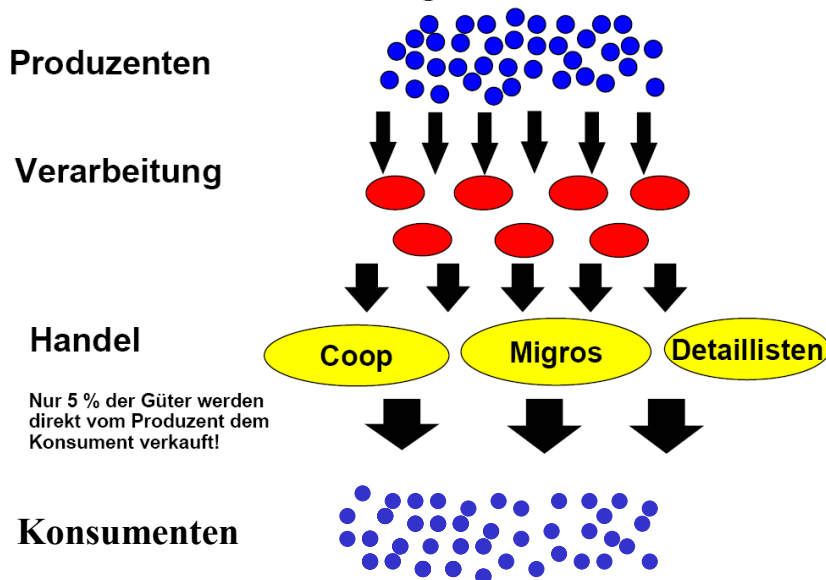 Produzenten
Verarbeitung
Handel
Coop
Migros
Detaillisten
Nur 5 % der Güter werden
direkt vom Produzent dem
Konsument verkauft!
Konsumenten